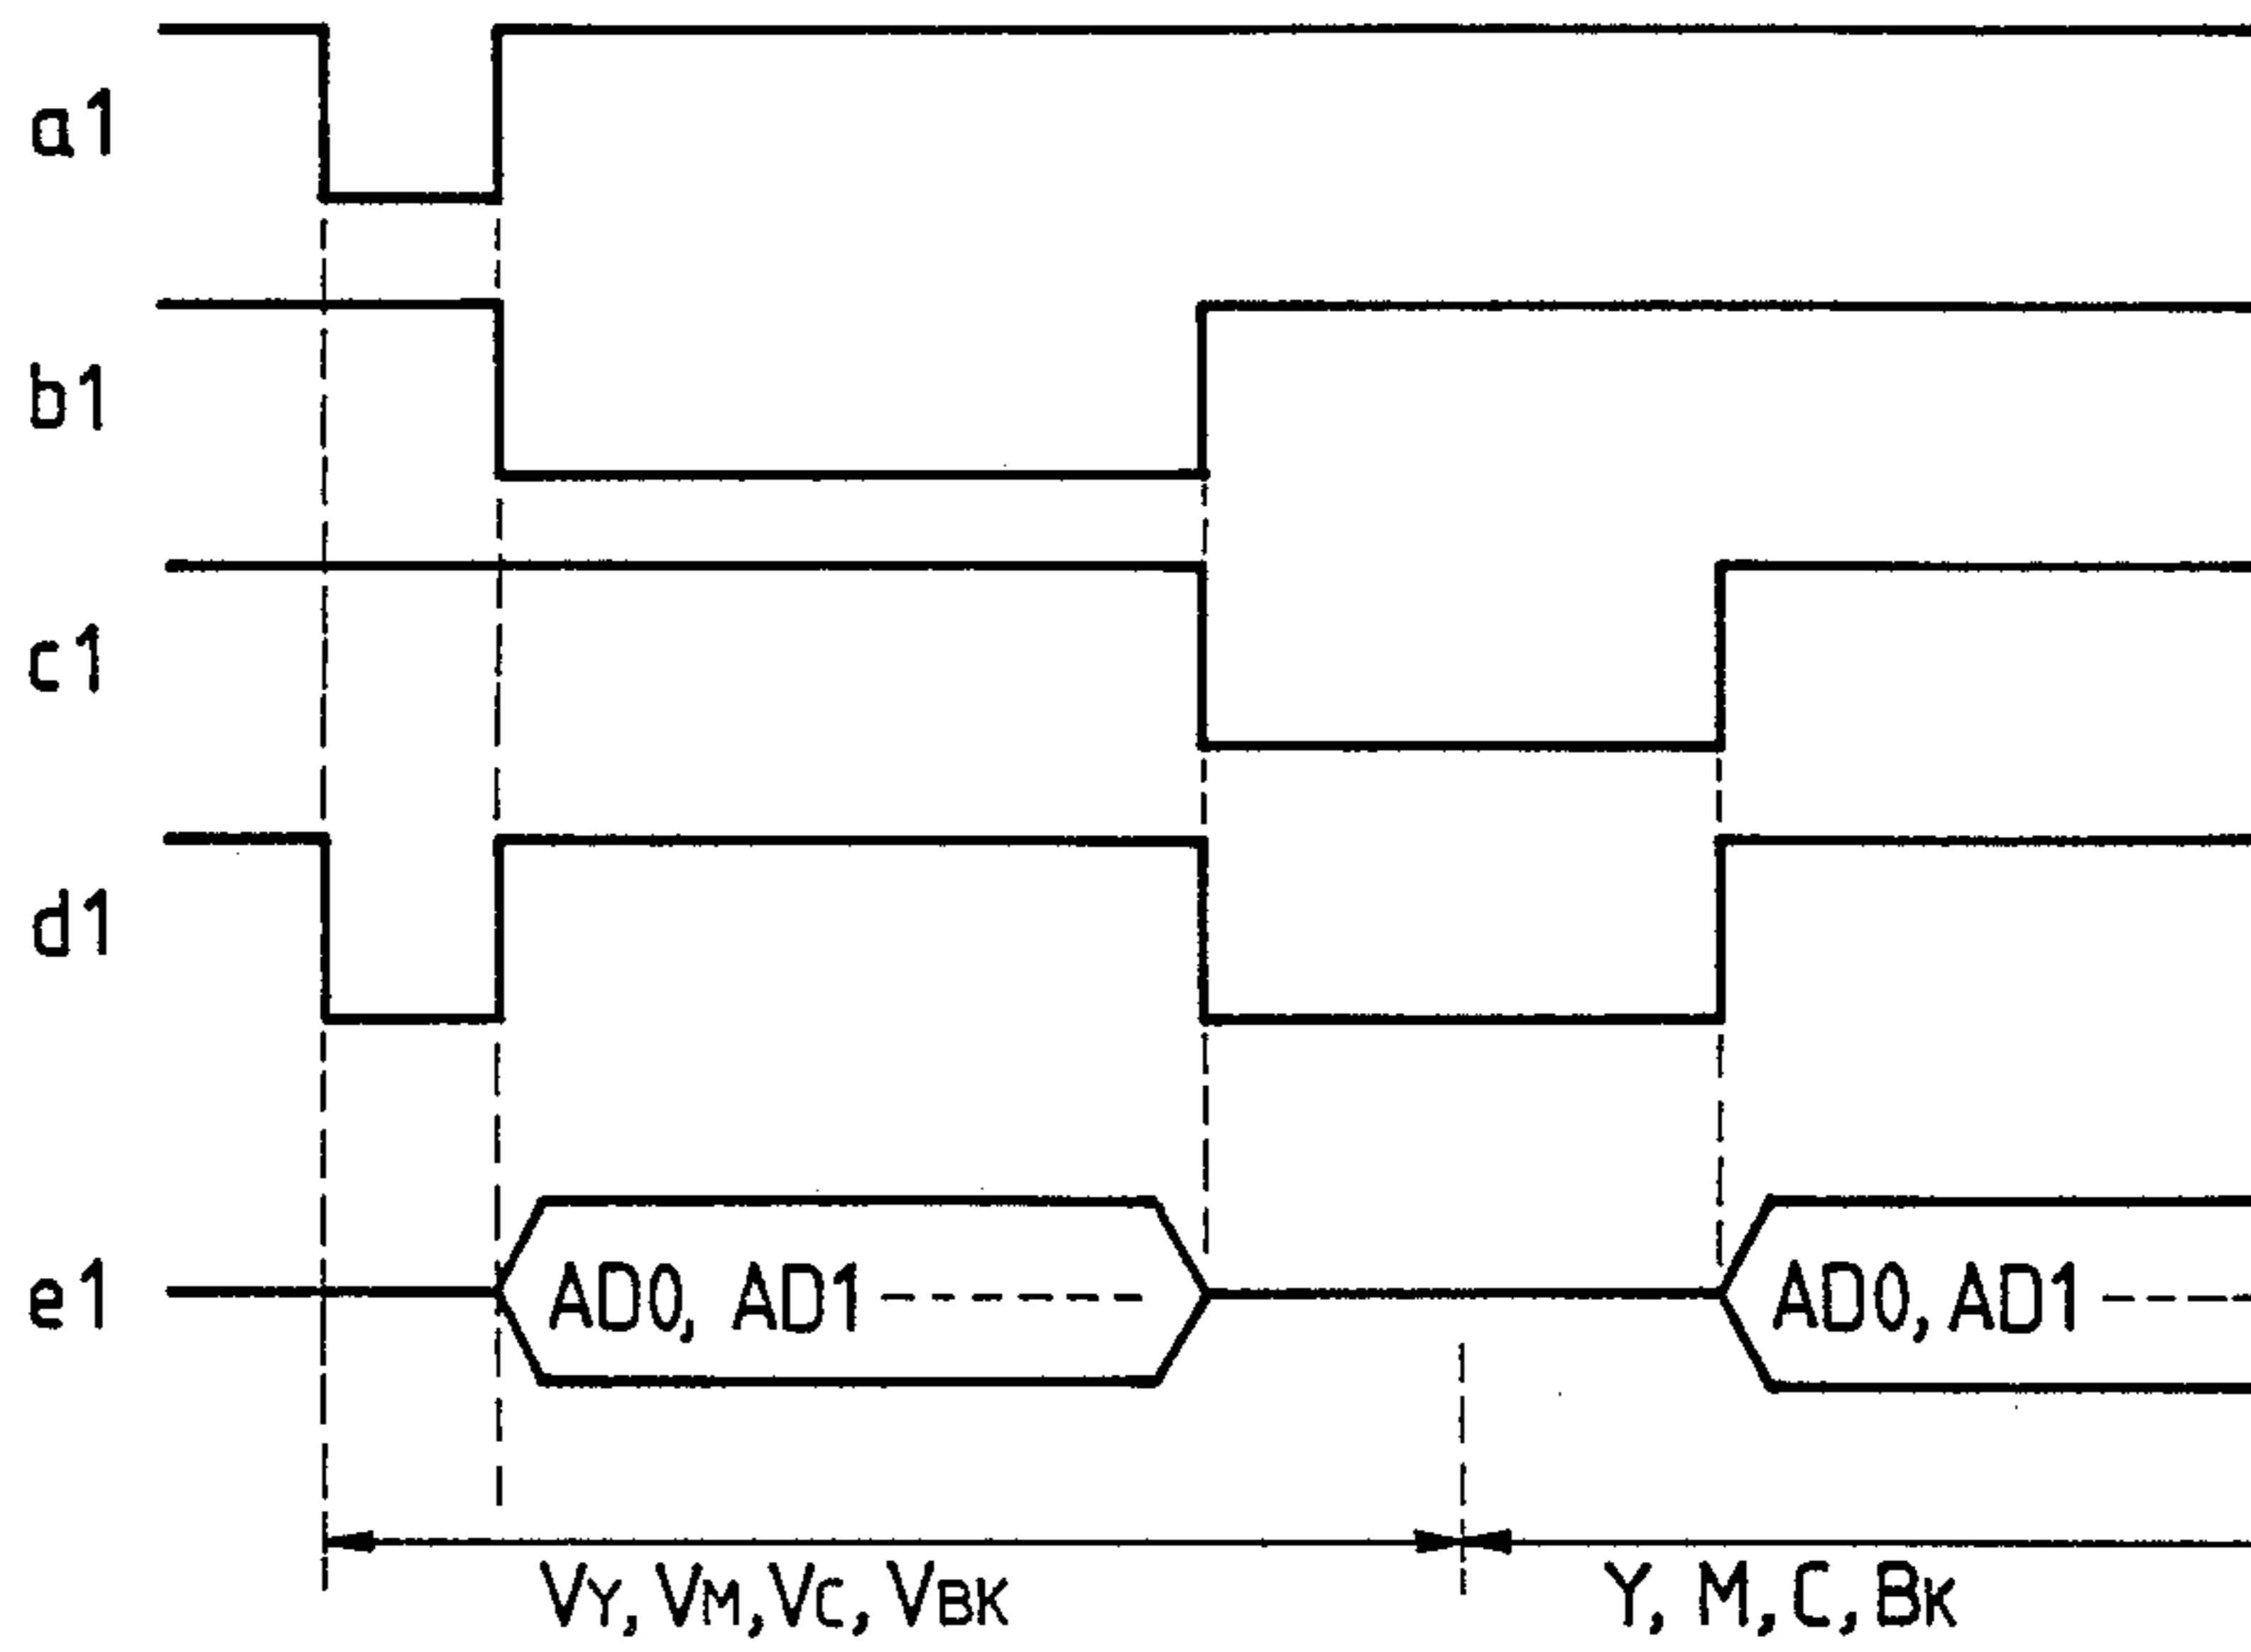 a1
b1
c1
d1
e1 AD0, AD1 AD0, AD1
VY, VM, VC, VBK Y, M, C, BK